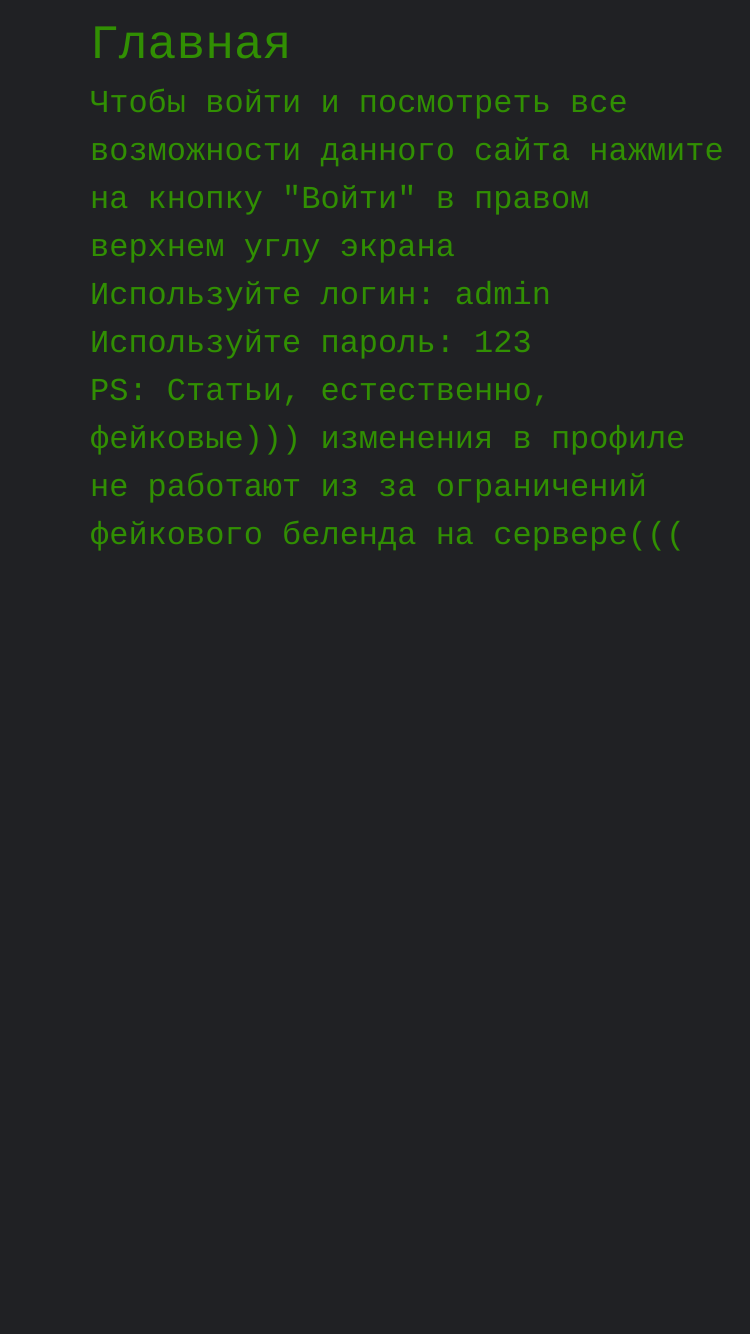 Главная
Чтобы войти и посмотреть все
возможности данного сайта нажмите
на кнопку "Войти" в правом
верхнем углу экрана
Используйте логин: admin
Используйте пароль: 123
PS: Статьи, естественно,
фейковые))) изменения в профиле
не работают из за ограничений
фейкового беленда на сервере(((